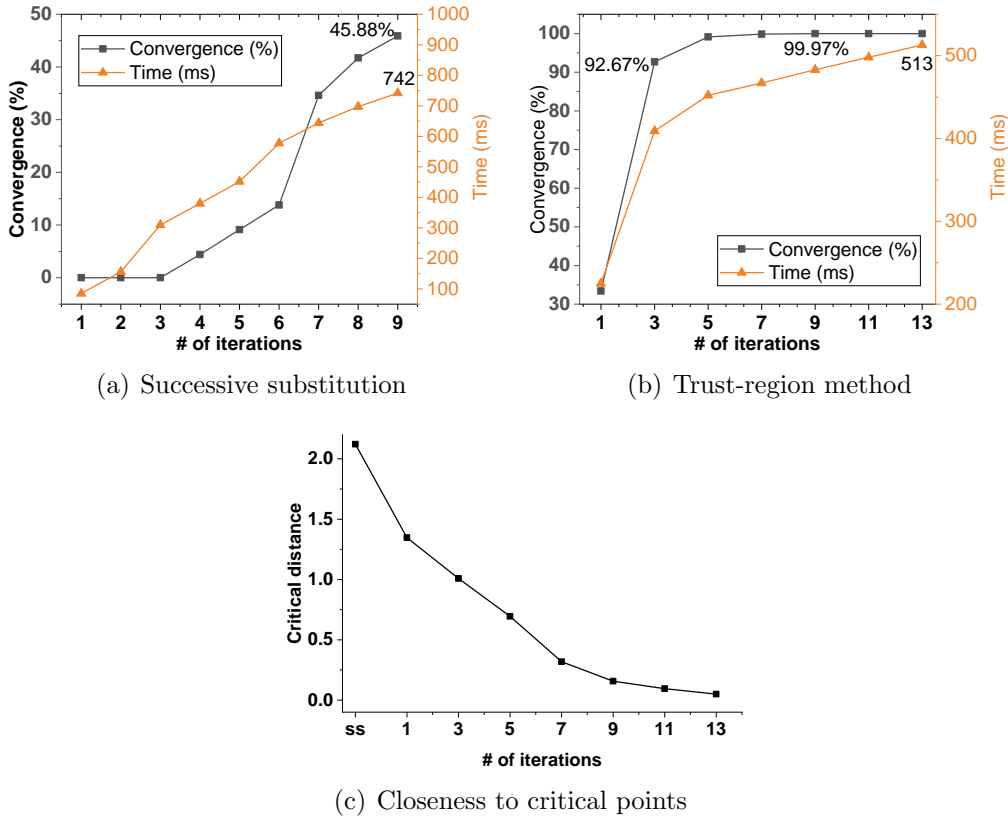 50
40
30
20
10
0
Convergence (%)
Convergence (%)
Time (ms)
45.88%
742
1000
900
800
700
600
500
400
300
200
100
Time (ms)
1 2 3 4 5 6 7 8 9
# of iterations
(a) Successive substitution
100
90
80
70
60
50
40
30
Convergence (%)
92.67%
99.97%
513
Convergence (%)
Time (ms)
500
400
300
200
Time (ms)
1 3 5 7 9 11 13
# of iterations
(b) Trust-region method
2.0
1.5
1.0
0.5
0.0
Critical distance
ss 1 3 5 7 9 11 13
# of iterations
(c) Closeness to critical points